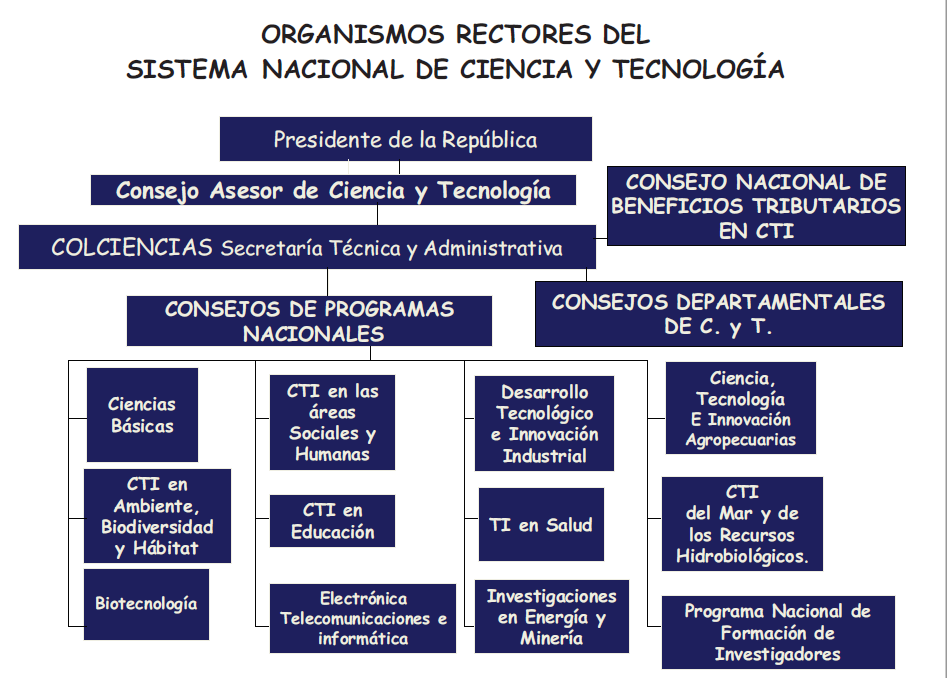 ORGANISMOS RECTORES DEL
SISTEMA NACIONAL DE CIENCIA Y TECNOLOGÍA
Presidente de la República
Consejo Asesor de Ciencia y Tecnología
CONSEJO NACIONAL DE
BENEFICIOS TRIBUTARIOS
EN CTI
COLCIENCIAS Secretaría Técnica y Administrativa
CONSEJOS DE PROGRAMAS
NACIONALES
CONSEJOS DEPARTAMENTALES
DE C. y T.
Ciencias
Básicas
CTI en las
áreas
Sociales y
Humanas
Desarrollo
Tecnológico
e Innovación
Industrial
Ciencia,
Tecnología
E Innovación
Agropecuarias
CTI en
Ambiente,
Biodiversidad
y Hábitat
CTI en
Educación
TI en Salud
CTI
del Mar y de
los Recursos
Hidrobiológicos.
Biotecnología
Electrónica
Telecomunicaciones e
informática
Investigaciones
en Energía y
Minería
Programa Nacional de
Formación de
Investigadores